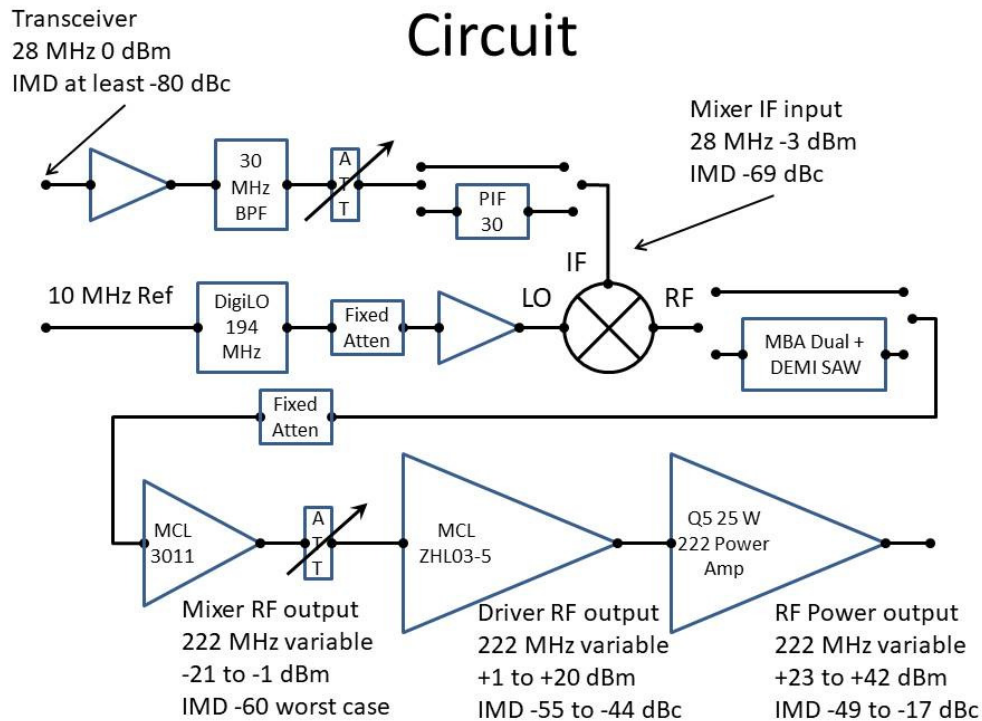 Circuit
Transceiver
28 MHz 0 dBm
IMD at least -80 dBc
Mixer IF input
28 MHz -3 dBm
IMD -69 dBc
30
MHz
BPF
A
T
T
PIF
30
IF
10 MHz Ref
DigiLO
194
MHz
Fixed
Atten
LO
RF
MBA Dual +
DEMI SAW
Fixed
Atten
MCL
3011
A
T
T
MCL
ZHL03-5
Q5 25 W
222 Power
Amp
Mixer RF output
222 MHz variable
-21 to -1 dBm
IMD -60 worst case
Driver RF output
222 MHz variable
+1 to +20 dBm
IMD -55 to -44 dBc
RF Power output
222 MHz variable
+23 to +42 dBm
IMD -49 to -17 dBc